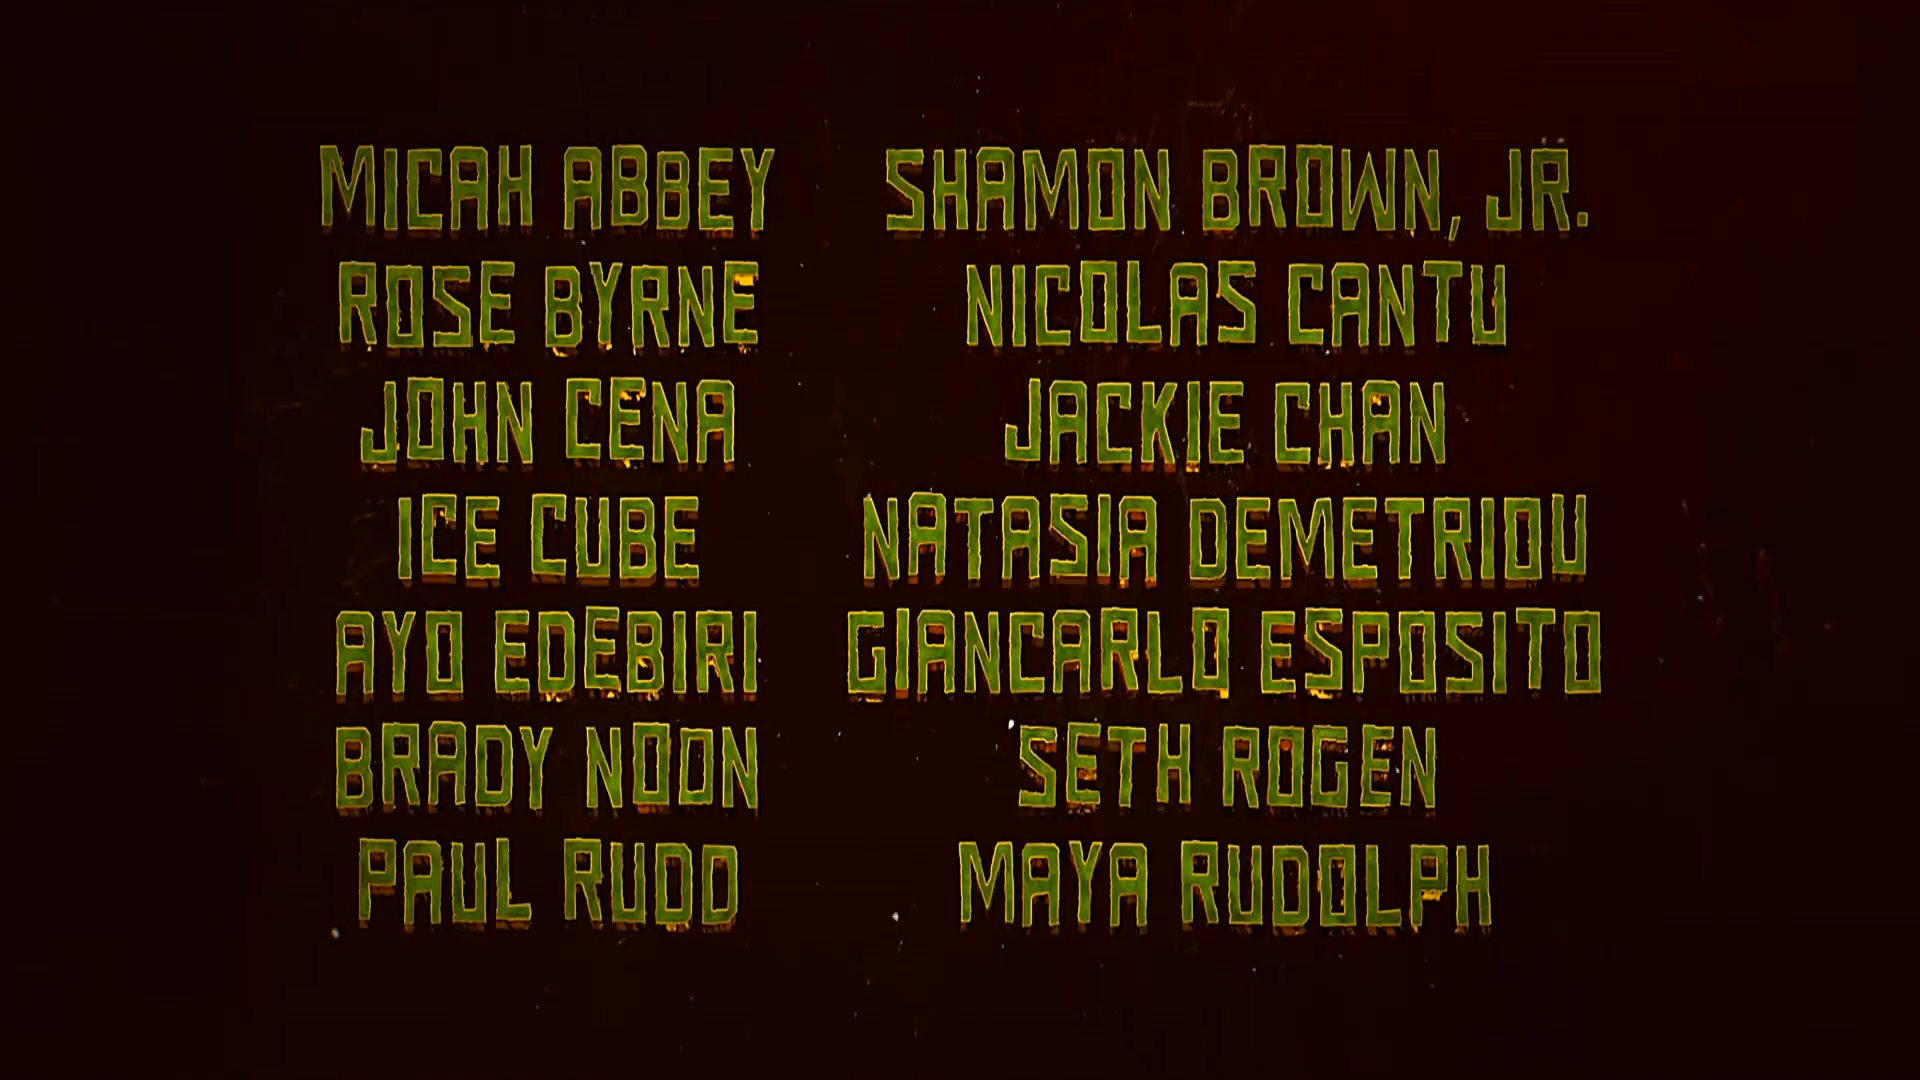 MICAH ABBEY SHAMON BROWN, JR.
ROSE BYRNE NICOLAS CANTU
JOHN CENA JACKIE CHAN
ICE CUBE NATASIA DEMETRIOU
AYO EDEBIRI GIANCARLO ESPOSITO
BRADY NOON SETH ROGEN
PAUL RUDD MAYA RUDOLPH